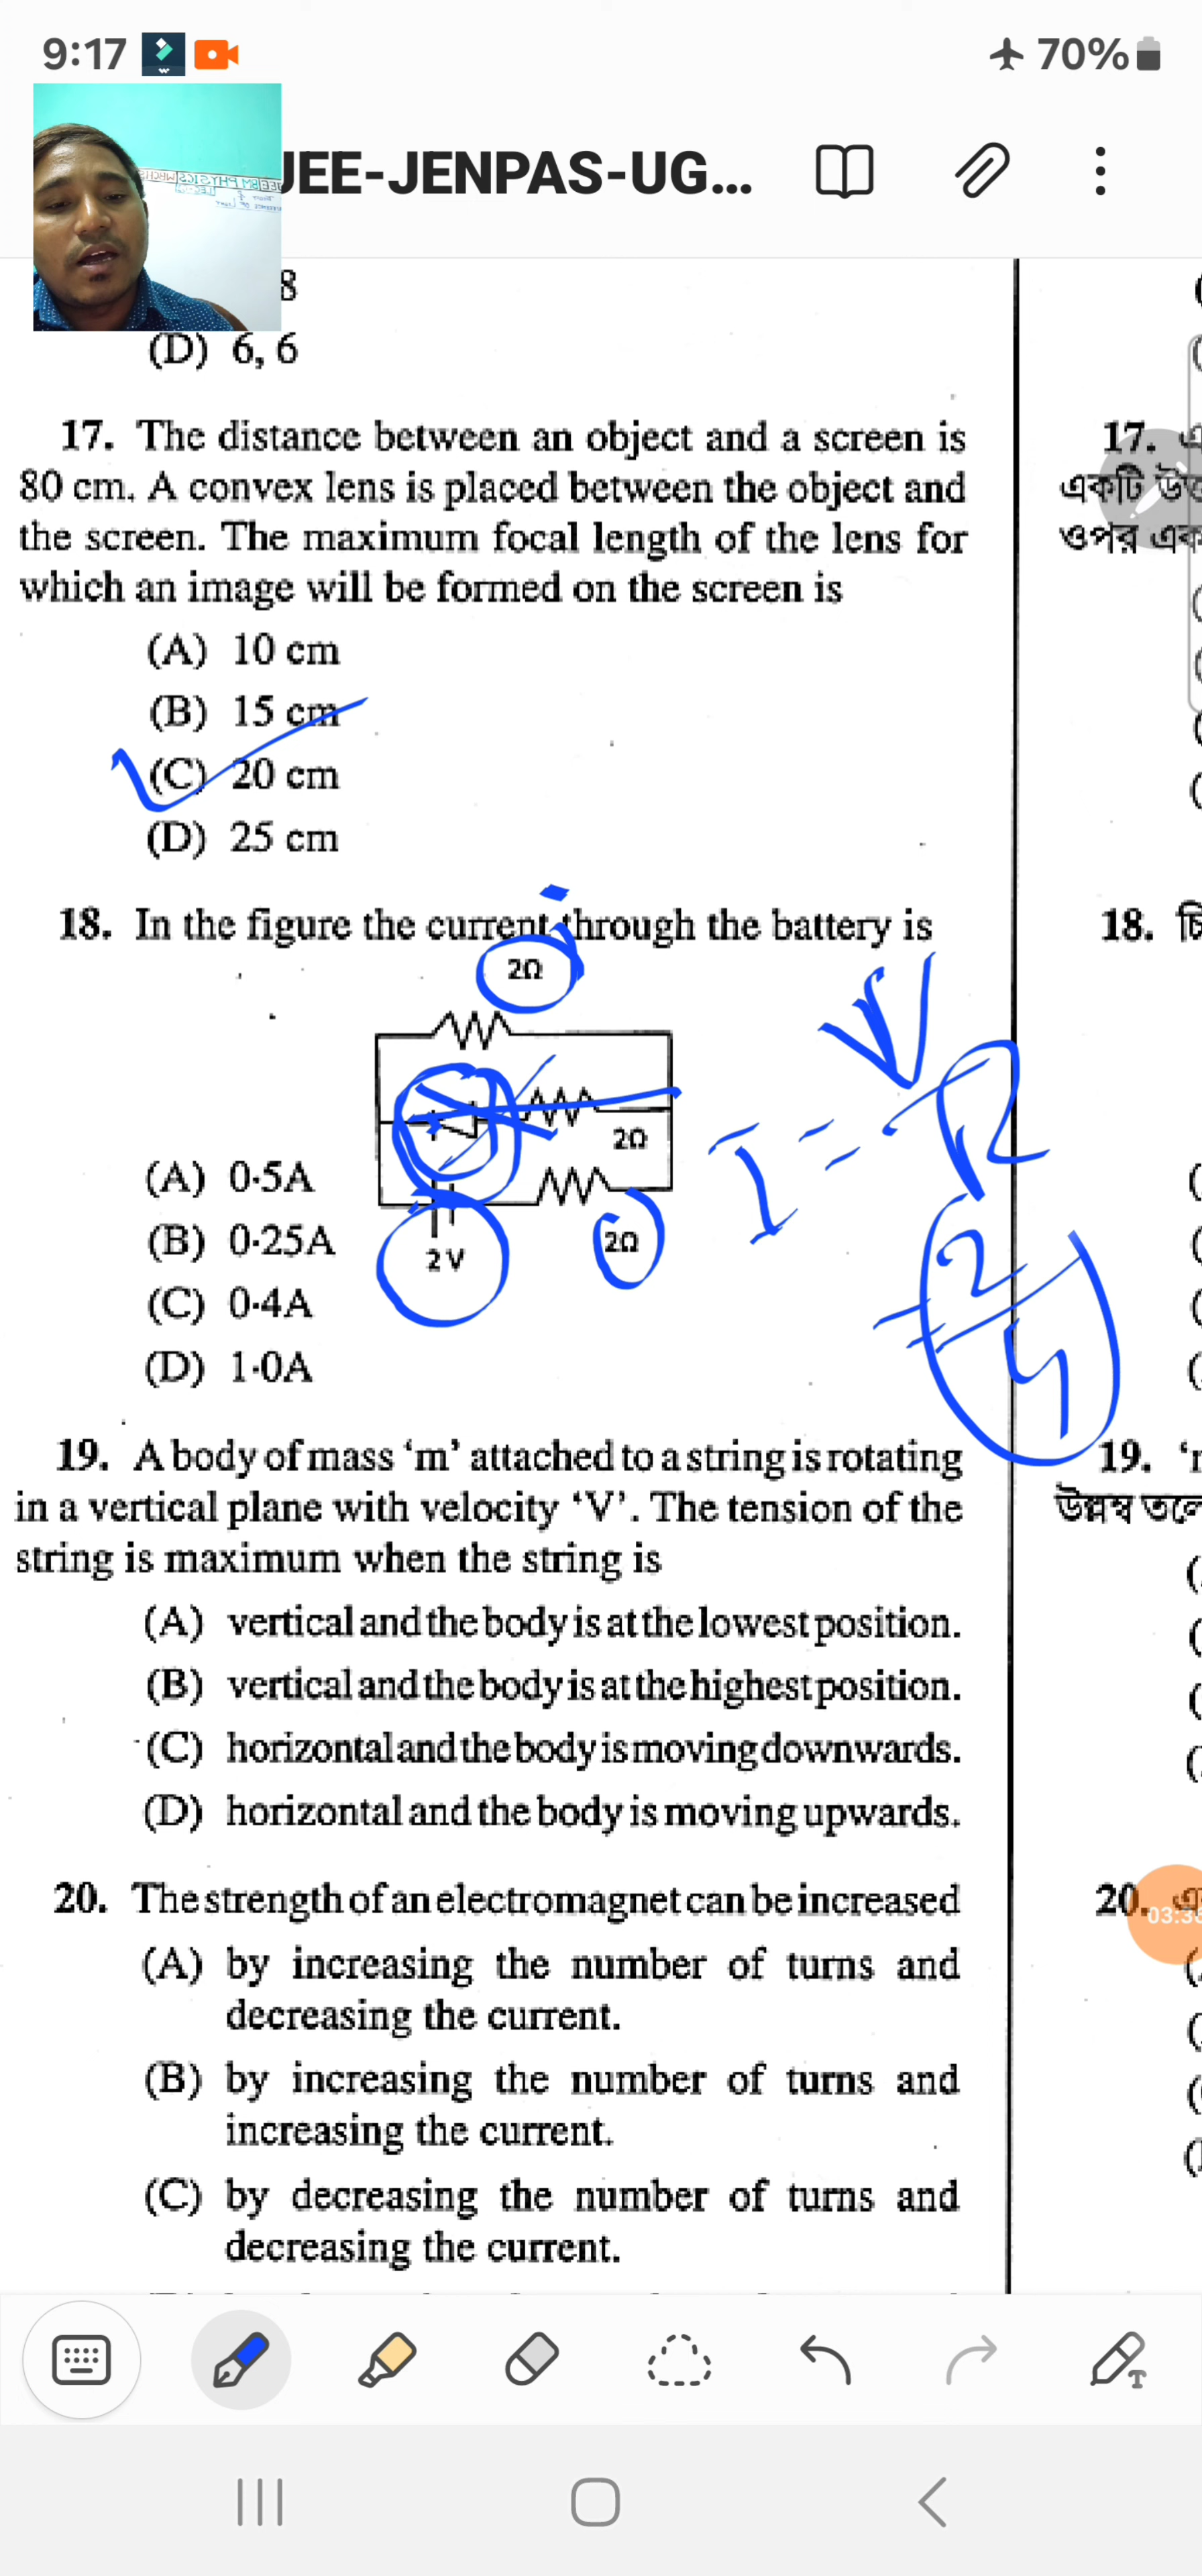 9:17
70%
JEE-JENPAS-UG...
8
(D) 6, 6
17. The distance between an object and a screen is
80 cm. A convex lens is placed between the object and
the screen. The maximum focal length of the lens for
which an image will be formed on the screen is
(A) 10 cm
(B) 15 cm
(C) 20 cm
(D) 25 cm
18. In the figure the current through the battery is
2Ω
2Ω
2Ω
2V
I = V/R
= 2/4
(A) 0·5A
(B) 0·25A
(C) 0·4A
(D) 1·0A
19. A body of mass ‘m’ attached to a string is rotating
in a vertical plane with velocity ‘V’. The tension of the
string is maximum when the string is
(A) vertical and the body is at the lowest position.
(B) vertical and the body is at the highest position.
(C) horizontal and the body is moving downwards.
(D) horizontal and the body is moving upwards.
20. The strength of an electromagnet can be increased
(A) by increasing the number of turns and
decreasing the current.
(B) by increasing the number of turns and
increasing the current.
(C) by decreasing the number of turns and
decreasing the current.
17.
একটি
ওপর
18.
19.
উল্লম্ব
20.
T